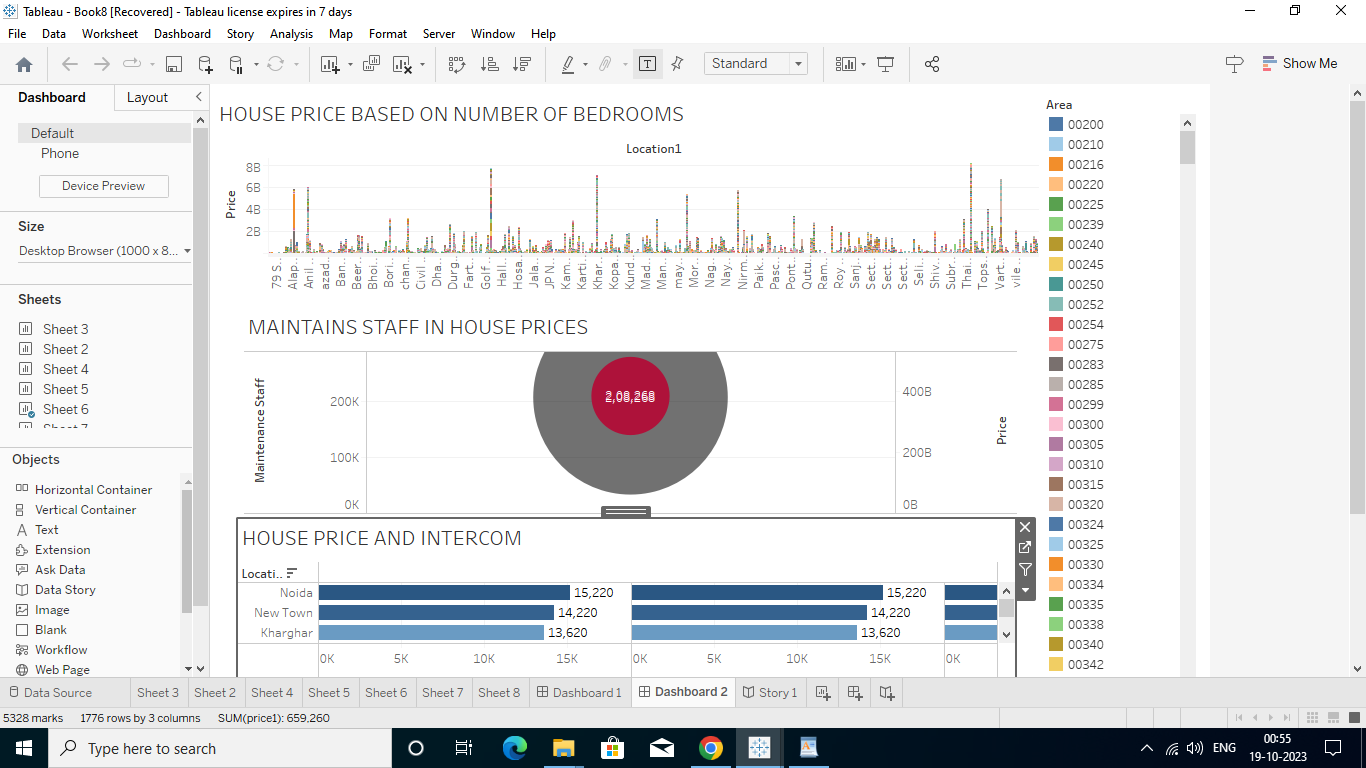 Tableau - Book8 [Recovered] - Tableau license expires in 7 days
File Data Worksheet Dashboard Story Analysis Map Format Server Window Help
Standard
Show Me
Dashboard Layout
Default
Phone
Device Preview
Size
Desktop Browser (1000 x 8...
Sheets
Sheet 3
Sheet 2
Sheet 4
Sheet 5
Sheet 6
Objects
Horizontal Container
Vertical Container
Text
Extension
Ask Data
Data Story
Image
Blank
Workflow
Web Page
HOUSE PRICE BASED ON NUMBER OF BEDROOMS
Location1
Price
8B
6B
4B
2B
7 S.. Alap.. Anil.. azad.. Ban.. Beer.. Bhoi.. Bori.. chan.. Civil .. Dha.. Durg.. Fart.. Golf .. Hall.. Hosa.. Jala.. JP N.. Kam.. Karti.. Khar.. Kopa.. Kund.. Mad.. Man.. may.. Mor.. Nag.. Nay.. Nirm.. Paik.. Pasc.. Pont.. Qutu.. Ram.. Roy .. Sanj.. Sect.. Sect.. Sect.. Seli.. Shiv.. Subr.. Thai.. Tops.. Vart.. vile ..
MAINTAINS STAFF IN HOUSE PRICES
Maintenance Staff
200K
100K
0K
2,08,268
400B
200B
0B
Price
HOUSE PRICE AND INTERCOM
Locati..
Noida 15,220 15,220
New Town 14,220 14,220
Kharghar 13,620 13,620
0K 5K 10K 15K 0K 5K 10K 15K 0K
Area
00200
00210
00216
00220
00225
00239
00240
00245
00250
00252
00254
00275
00283
00285
00299
00300
00305
00310
00315
00320
00324
00325
00330
00334
00335
00338
00340
00342
Data Source Sheet 3 Sheet 2 Sheet 4 Sheet 5 Sheet 6 Sheet 7 Sheet 8 Dashboard 1 Dashboard 2 Story 1
5328 marks 1776 rows by 3 columns SUM(price1): 659,260
Type here to search
ENG
00:55
19-10-2023